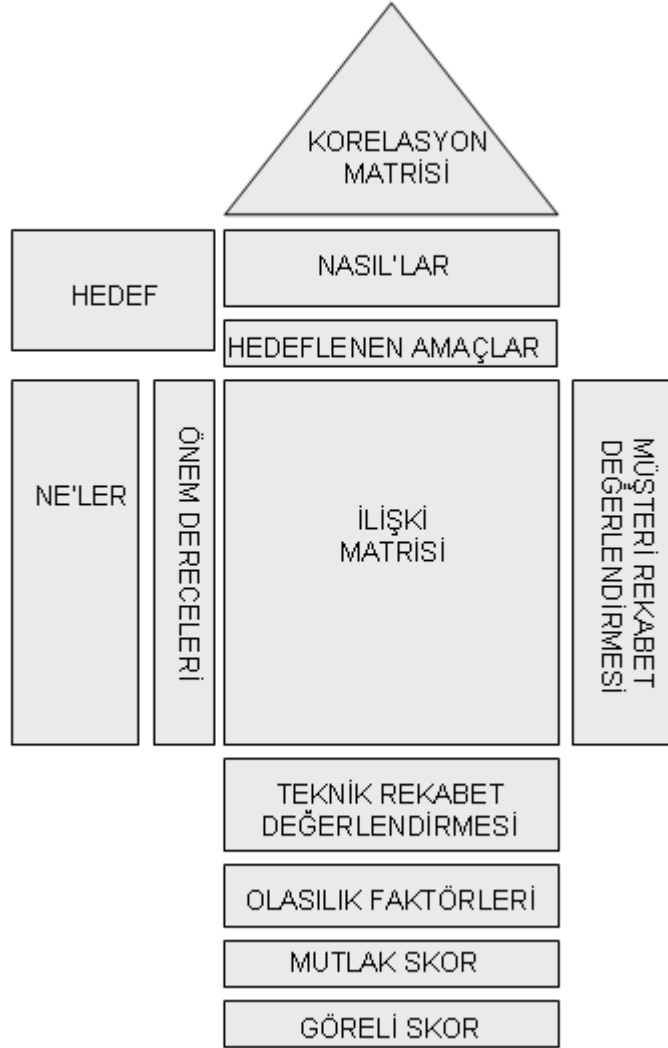 KORELASYON
MATRİSİ
NASIL'LAR
HEDEF
HEDEFLENEN AMAÇLAR
NE'LER
ÖNEM DERECELERİ
İLİŞKİ
MATRİSİ
MÜŞTERİ REKABET
DEĞERLENDİRMESİ
TEKNİK REKABET
DEĞERLENDİRMESİ
OLASILIK FAKTÖRLERİ
MUTLAK SKOR
GÖRELİ SKOR